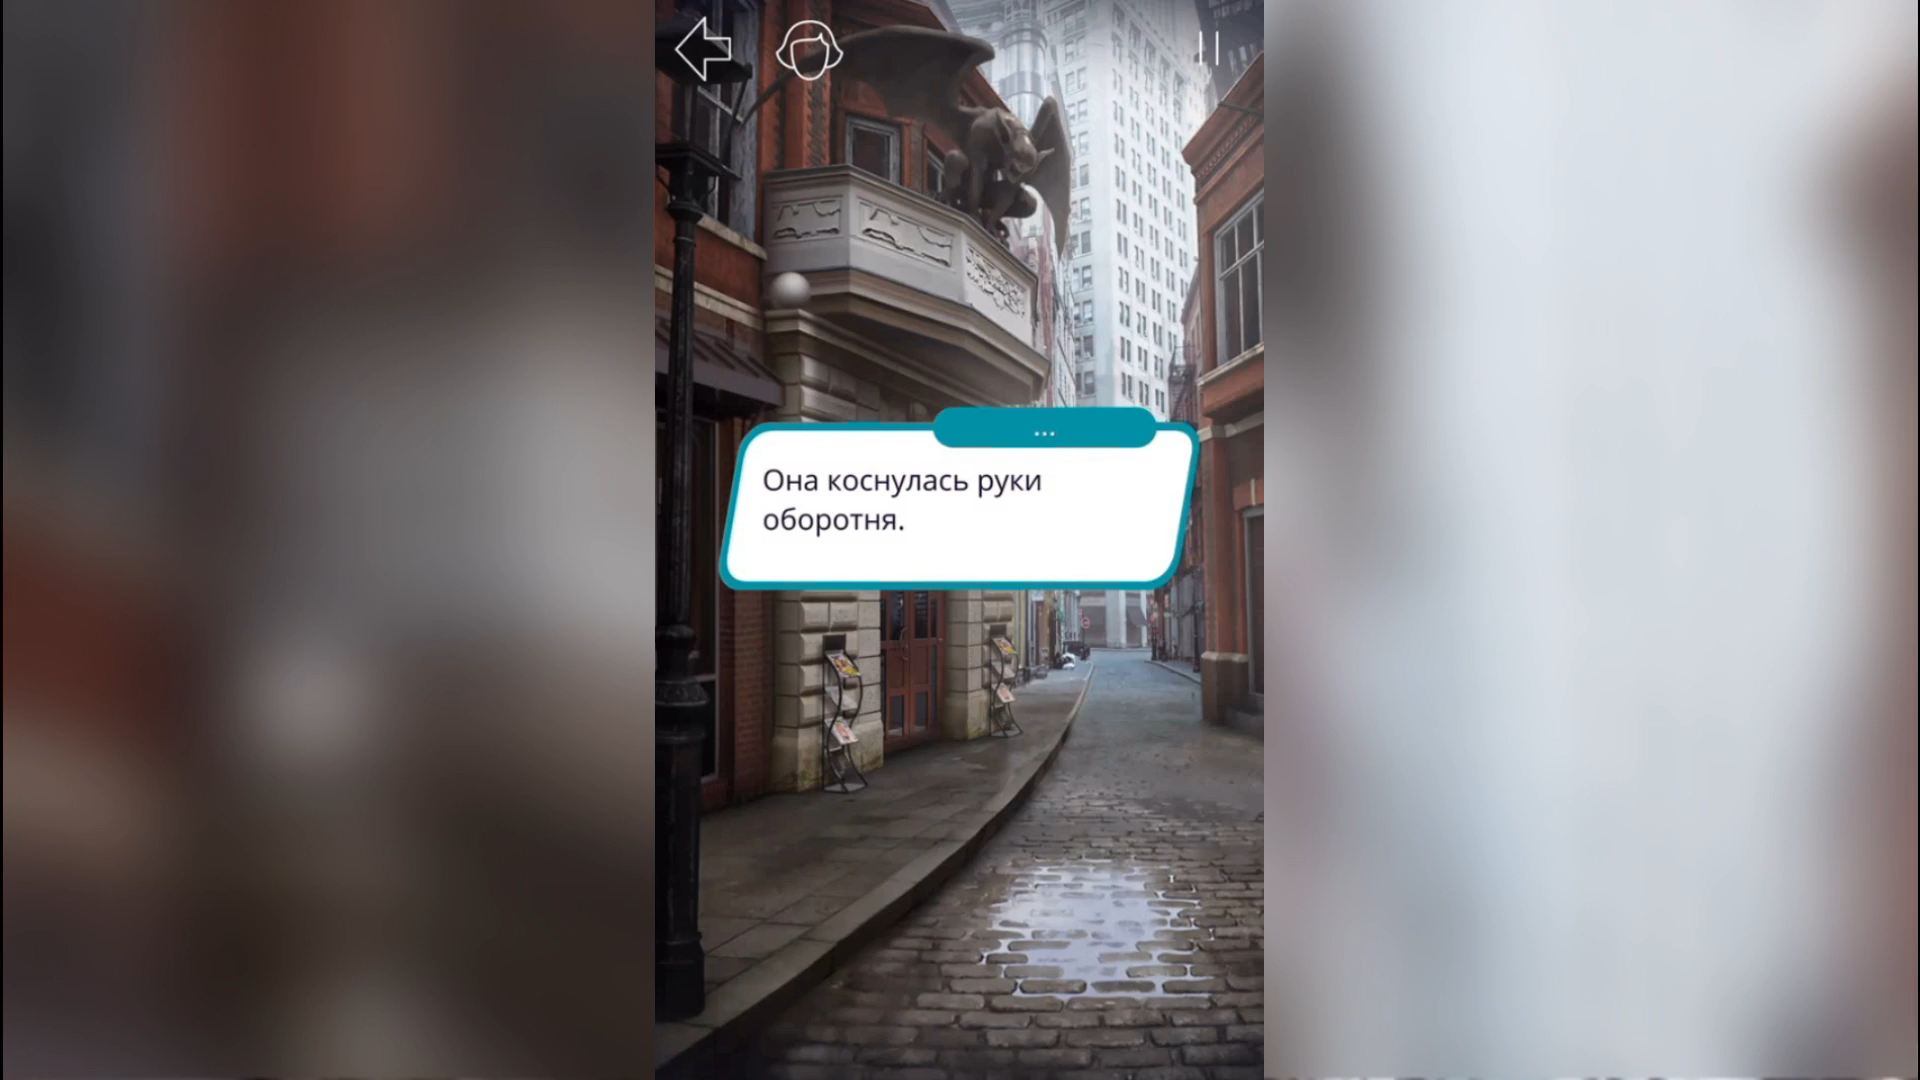 ...
Она коснулась руки
оборотня.